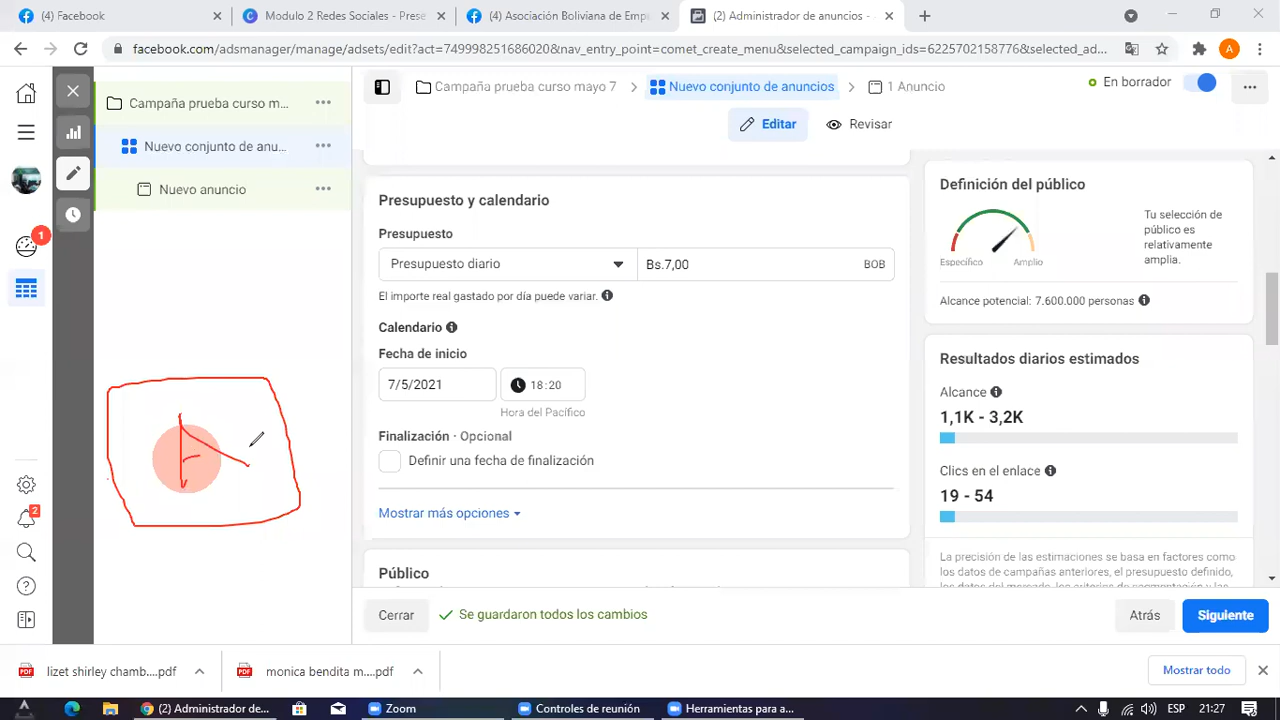 (4) Facebook
Modulo 2 Redes Sociales - Prese
(4) Asociación Boliviana de Empr
(2) Administrador de anuncios -
facebook.com/adsmanager/manage/adsets/edit?act=749998251686020&nav_entry_point=comet_create_menu&selected_campaign_ids=6225702158776&selected_ad...
A
Campaña prueba curso m...
Nuevo conjunto de anu...
Nuevo anuncio
1
2
Campaña prueba curso mayo 7
Nuevo conjunto de anuncios
1 Anuncio
En borrador
Editar
Revisar
Presupuesto y calendario
Presupuesto
Presupuesto diario
Bs.7,00
BOB
El importe real gastado por día puede variar.
Calendario
Fecha de inicio
7/5/2021
18:20
Hora del Pacífico
Finalización · Opcional
Definir una fecha de finalización
Mostrar más opciones
Público
Definición del público
Específico
Amplio
Tu selección de
público es
relativamente
amplia.
Alcance potencial: 7.600.000 personas
Resultados diarios estimados
Alcance
1,1K - 3,2K
Clics en el enlace
19 - 54
La precisión de las estimaciones se basa en factores como
los datos de campañas anteriores, el presupuesto definido,
Cerrar
Se guardaron todos los cambios
Atrás
Siguiente
lizet shirley chamb....pdf
monica bendita m....pdf
Mostrar todo
(2) Administrador de...
Zoom
Controles de reunión
Herramientas para a...
ESP
21:27